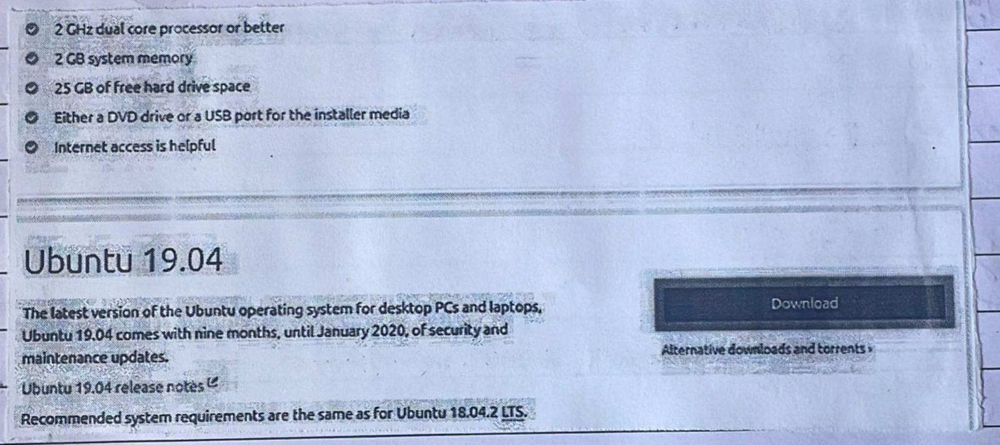 2 GHz dual core processor or better
2 GB system memory
25 GB of free hard drive space
Either a DVD drive or a USB port for the installer media
Internet access is helpful
Ubuntu 19.04
The latest version of the Ubuntu operating system for desktop PCs and laptops,
Ubuntu 19.04 comes with nine months, until January 2020, of security and
maintenance updates.
Ubuntu 19.04 release notes
Recommended system requirements are the same as for Ubuntu 18.04.2 LTS.
Download
Alternative downloads and torrents ›